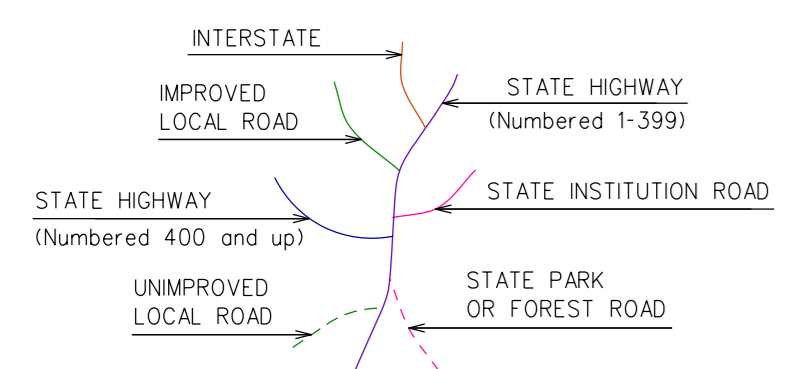 INTERSTATE
IMPROVED
LOCAL ROAD
STATE HIGHWAY
(Numbered 1-399)
STATE HIGHWAY
(Numbered 400 and up)
STATE INSTITUTION ROAD
UNIMPROVED
LOCAL ROAD
STATE PARK
OR FOREST ROAD